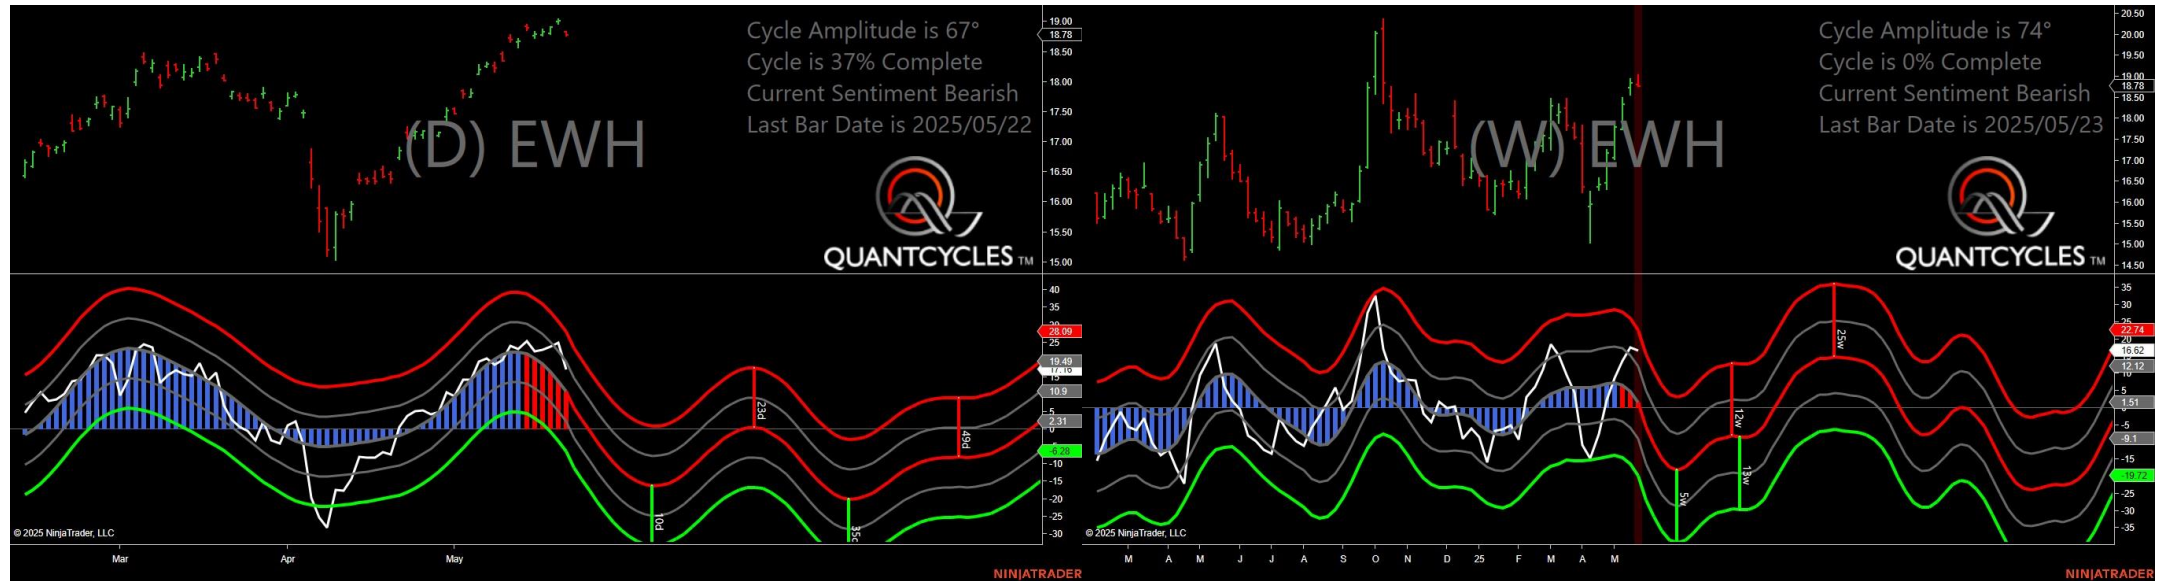 Cycle Amplitude is 67°
Cycle is 37% Complete
Current Sentiment Bearish
Last Bar Date is 2025/05/22
(D) EWH
QUANTCYCLES TM
19.00
18.78
18.50
18.00
17.50
17.00
16.50
16.00
15.50
15.00
40
35
28.09
25
19.49
17.16
15
10.9
5
2.31
-6.28
-10
-15
-20
-25
-30
10d
23d
49d
© 2025 NinjaTrader, LLC
Mar
Apr
May
NINJATRADER
Cycle Amplitude is 74°
Cycle is 0% Complete
Current Sentiment Bearish
Last Bar Date is 2025/05/23
(W) EWH
QUANTCYCLES TM
20.50
20.00
19.50
19.00
18.78
18.50
18.00
17.50
17.00
16.50
16.00
15.50
15.00
14.50
35
30
22.74
16.62
12.12
5
1.51
-5
-9.1
-15
-19.72
-25
-30
-35
5w
12w
13w
25w
© 2025 NinjaTrader, LLC
M A M J J A S O N D 25 F M A M
NINJATRADER